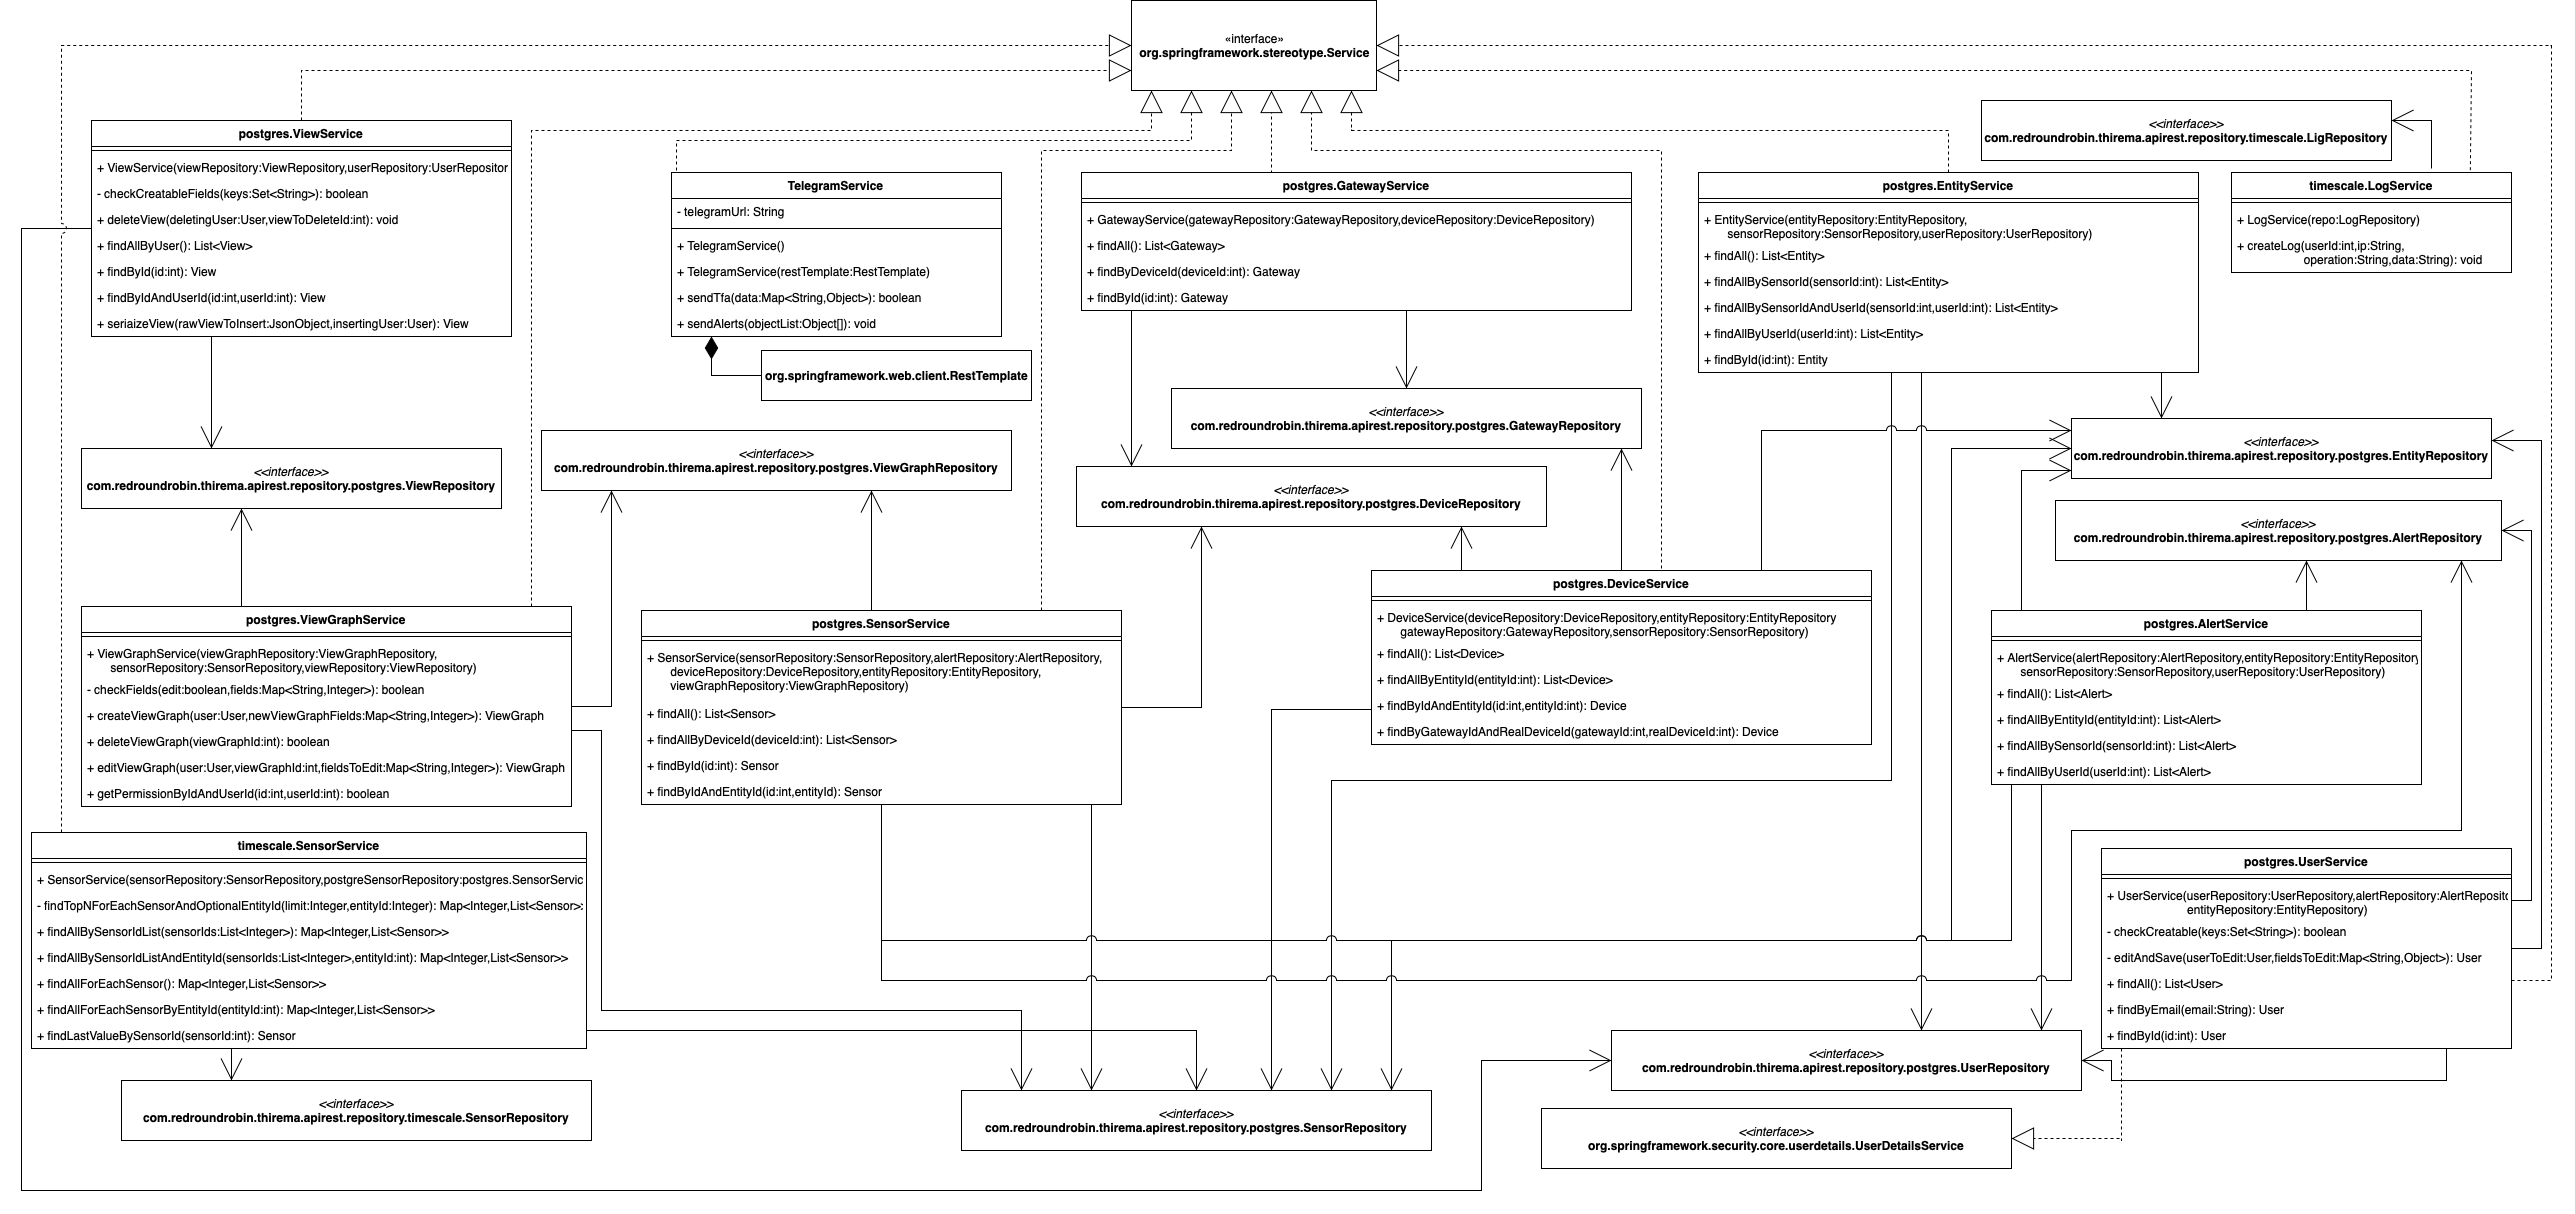 «interface»
org.springframework.stereotype.Service
<<interface>>
com.redroundrobin.thirema.apirest.repository.timescale.LigRepository
postgres.ViewService
+ ViewService(viewRepository:ViewRepository,userRepository:UserRepositor
- checkCreatableFields(keys:Set<String>): boolean
+ deleteView(deletingUser:User,viewToDeleteId:int): void
+ findAllByUser(): List<View>
+ findById(id:int): View
+ findByIdAndUserId(id:int,userId:int): View
+ seriaizeView(rawViewToInsert:JsonObject,insertingUser:User): View
TelegramService
- telegramUrl: String
+ TelegramService()
+ TelegramService(restTemplate:RestTemplate)
+ sendTfa(data:Map<String,Object>): boolean
+ sendAlerts(objectList:Object[]): void
org.springframework.web.client.RestTemplate
postgres.GatewayService
+ GatewayService(gatewayRepository:GatewayRepository,deviceRepository:DeviceRepository)
+ findAll(): List<Gateway>
+ findByDeviceId(deviceId:int): Gateway
+ findById(id:int): Gateway
postgres.EntityService
+ EntityService(entityRepository:EntityRepository,
sensorRepository:SensorRepository,userRepository:UserRepository)
+ findAll(): List<Entity>
+ findAllBySensorId(sensorId:int): List<Entity>
+ findAllBySensorIdAndUserId(sensorId:int,userId:int): List<Entity>
+ findAllByUserId(userId:int): List<Entity>
+ findById(id:int): Entity
timescale.LogService
+ LogService(repo:LogRepository)
+ createLog(userId:int,ip:String,
operation:String,data:String): void
<<interface>>
com.redroundrobin.thirema.apirest.repository.postgres.GatewayRepository
<<interface>>
com.redroundrobin.thirema.apirest.repository.postgres.EntityRepository
<<interface>>
com.redroundrobin.thirema.apirest.repository.postgres.ViewGraphRepository
<<interface>>
com.redroundrobin.thirema.apirest.repository.postgres.ViewRepository
<<interface>>
com.redroundrobin.thirema.apirest.repository.postgres.DeviceRepository
<<interface>>
com.redroundrobin.thirema.apirest.repository.postgres.AlertRepository
postgres.ViewGraphService
+ ViewGraphService(viewGraphRepository:ViewGraphRepository,
sensorRepository:SensorRepository,viewRepository:ViewRepository)
- checkFields(edit:boolean,fields:Map<String,Integer>): boolean
+ createViewGraph(user:User,newViewGraphFields:Map<String,Integer>): ViewGraph
+ deleteViewGraph(viewGraphId:int): boolean
+ editViewGraph(user:User,viewGraphId:int,fieldsToEdit:Map<String,Integer>): ViewGraph
+ getPermissionByIdAndUserId(id:int,userId:int): boolean
postgres.SensorService
+ SensorService(sensorRepository:SensorRepository,alertRepository:AlertRepository,
deviceRepository:DeviceRepository,entityRepository:EntityRepository,
viewGraphRepository:ViewGraphRepository)
+ findAll(): List<Sensor>
+ findAllByDeviceId(deviceId:int): List<Sensor>
+ findById(id:int): Sensor
+ findByIdAndEntityId(id:int,entityId): Sensor
postgres.DeviceService
+ DeviceService(deviceRepository:DeviceRepository,entityRepository:EntityRepository
gatewayRepository:GatewayRepository,sensorRepository:SensorRepository)
+ findAll(): List<Device>
+ findAllByEntityId(entityId:int): List<Device>
+ findByIdAndEntityId(id:int,entityId:int): Device
+ findByGatewayIdAndRealDeviceId(gatewayId:int,realDeviceId:int): Device
postgres.AlertService
+ AlertService(alertRepository:AlertRepository,entityRepository:EntityRepository
sensorRepository:SensorRepository,userRepository:UserRepository)
+ findAll(): List<Alert>
+ findAllByEntityId(entityId:int): List<Alert>
+ findAllBySensorId(sensorId:int): List<Alert>
+ findAllByUserId(userId:int): List<Alert>
timescale.SensorService
+ SensorService(sensorRepository:SensorRepository,postgreSensorRepository:postgres.SensorServic
- findTopNForEachSensorAndOptionalEntityId(limit:Integer,entityId:Integer): Map<Integer,List<Sensor>
+ findAllBySensorIdList(sensorIds:List<Integer>): Map<Integer,List<Sensor>>
+ findAllBySensorIdListAndEntityId(sensorIds:List<Integer>,entityId:int): Map<Integer,List<Sensor>>
+ findAllForEachSensor(): Map<Integer,List<Sensor>>
+ findAllForEachSensorByEntityId(entityId:int): Map<Integer,List<Sensor>>
+ findLastValueBySensorId(sensorId:int): Sensor
postgres.UserService
+ UserService(userRepository:UserRepository,alertRepository:AlertReposit
entityRepository:EntityRepository)
- checkCreatable(keys:Set<String>): boolean
- editAndSave(userToEdit:User,fieldsToEdit:Map<String,Object>): User
+ findAll(): List<User>
+ findByEmail(email:String): User
+ findById(id:int): User
<<interface>>
com.redroundrobin.thirema.apirest.repository.timescale.SensorRepository
<<interface>>
com.redroundrobin.thirema.apirest.repository.postgres.SensorRepository
<<interface>>
com.redroundrobin.thirema.apirest.repository.postgres.UserRepository
<<interface>>
org.springframework.security.core.userdetails.UserDetailsService